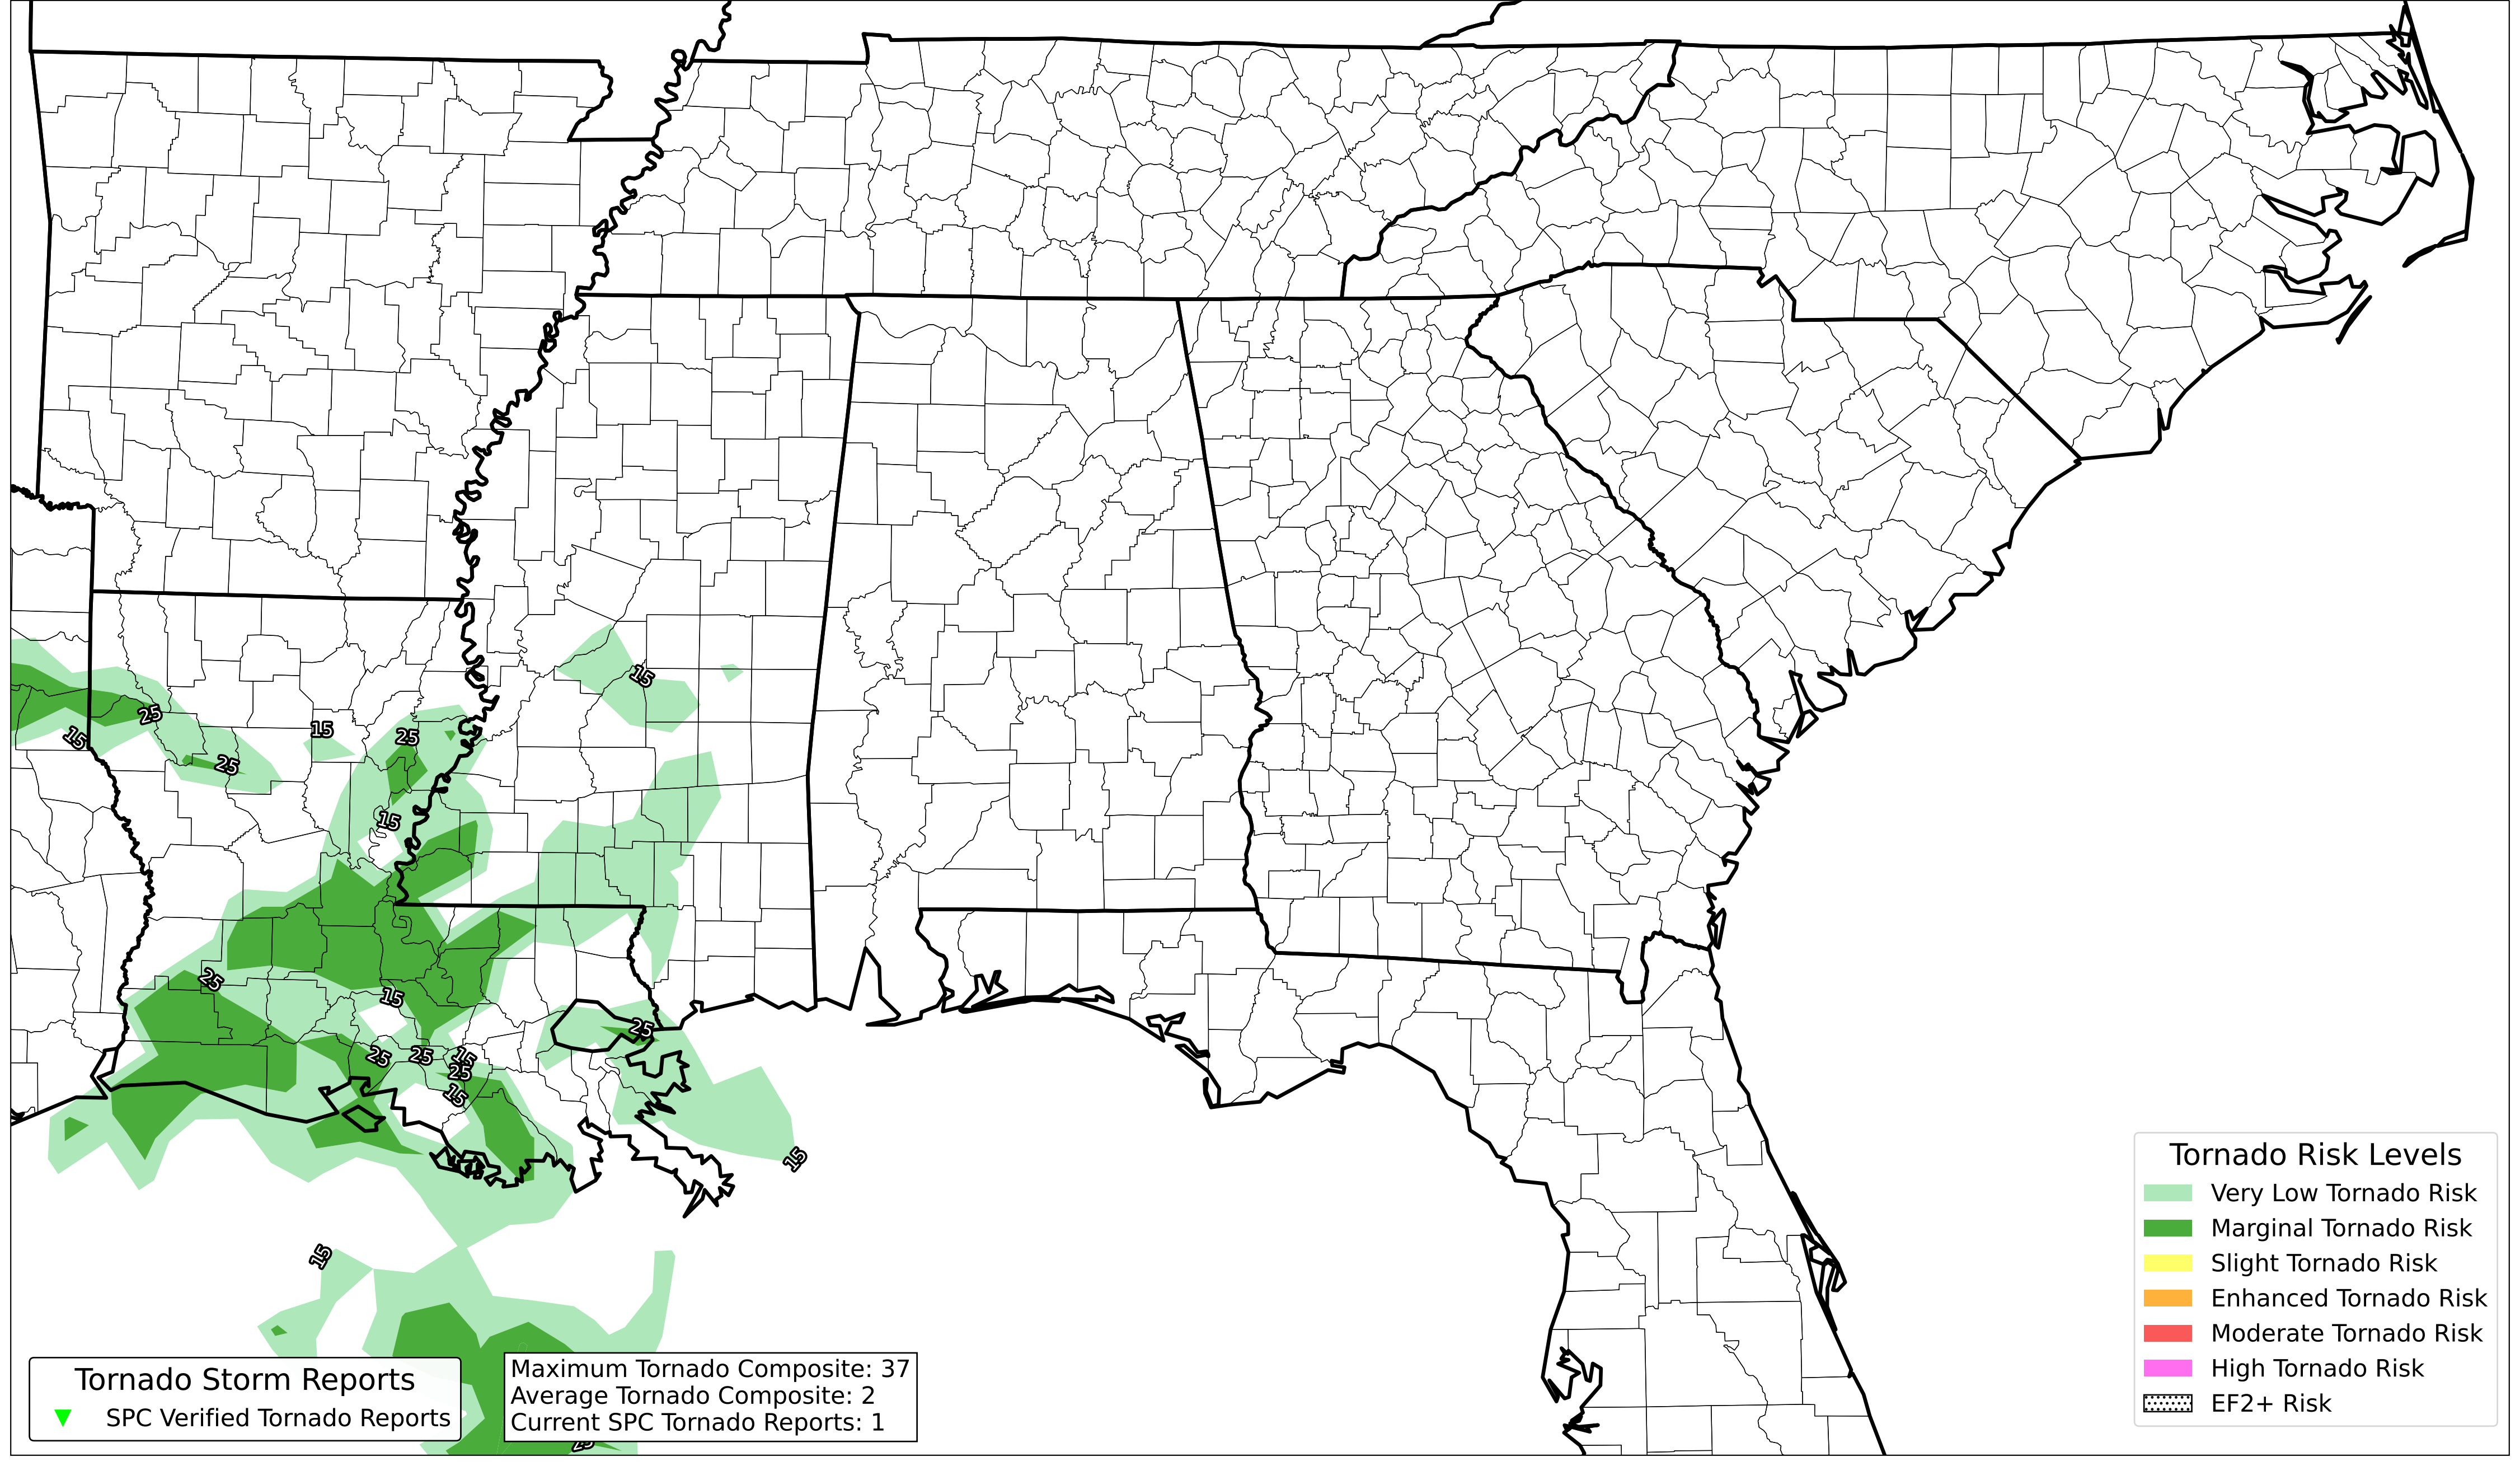 15
25
15
25
15
25
15
15
25
15
25
25
25
15
25
15
15
15
25
Tornado Storm Reports
SPC Verified Tornado Reports
Maximum Tornado Composite: 37
Average Tornado Composite: 2
Current SPC Tornado Reports: 1
Tornado Risk Levels
Very Low Tornado Risk
Marginal Tornado Risk
Slight Tornado Risk
Enhanced Tornado Risk
Moderate Tornado Risk
High Tornado Risk
EF2+ Risk